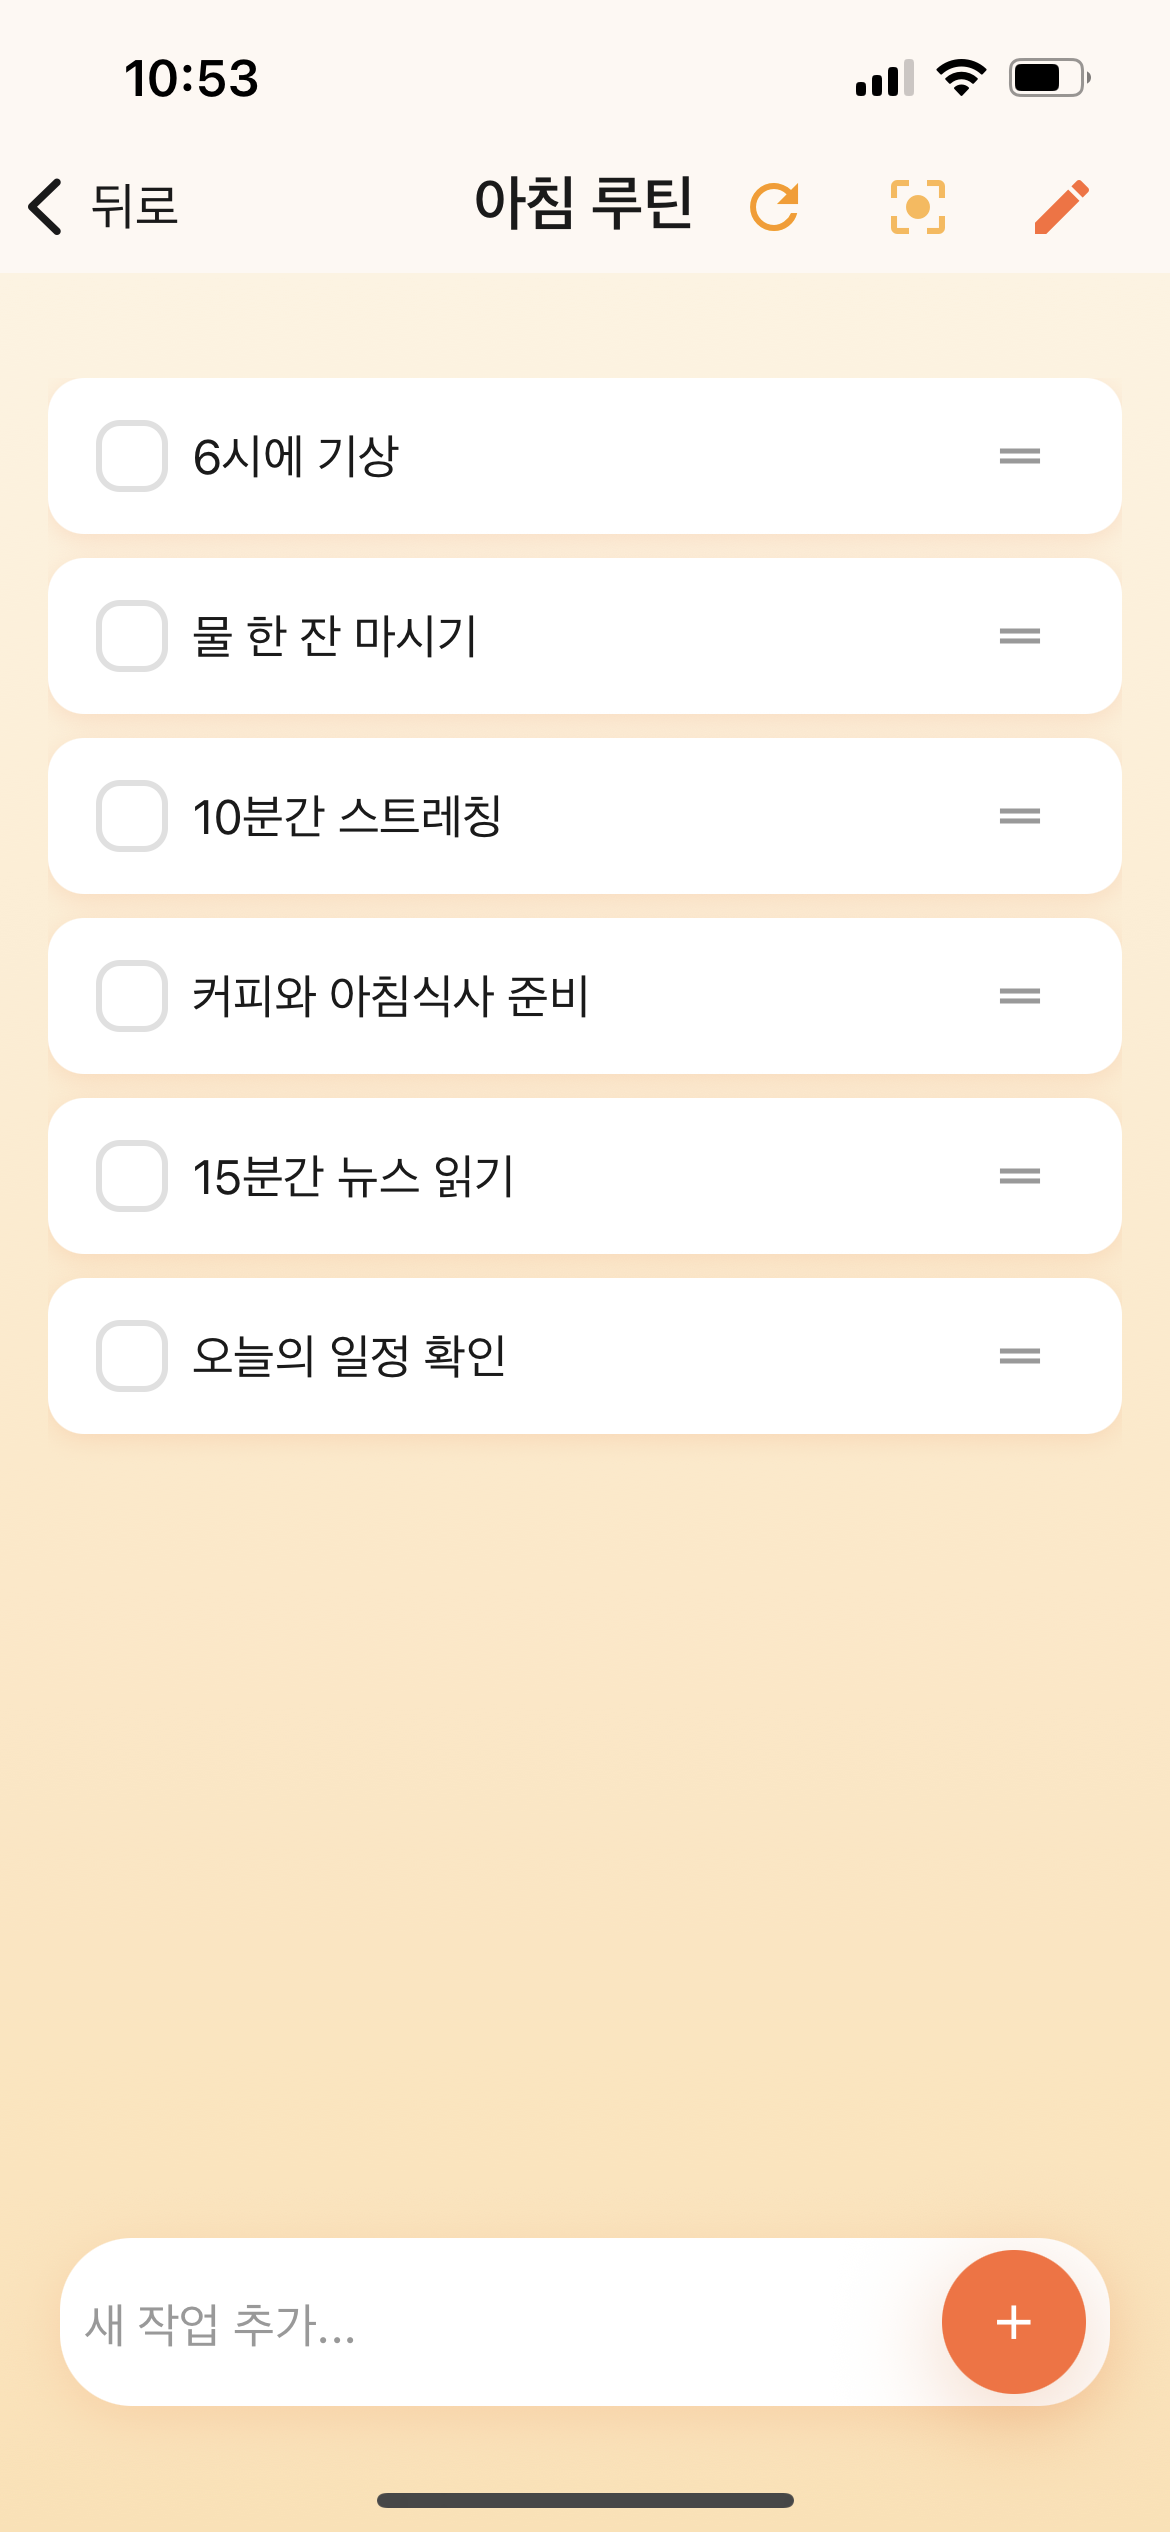 10:53
뒤로
아침 루틴
6시에 기상
물 한 잔 마시기
10분간 스트레칭
커피와 아침식사 준비
15분간 뉴스 읽기
오늘의 일정 확인
새 작업 추가...